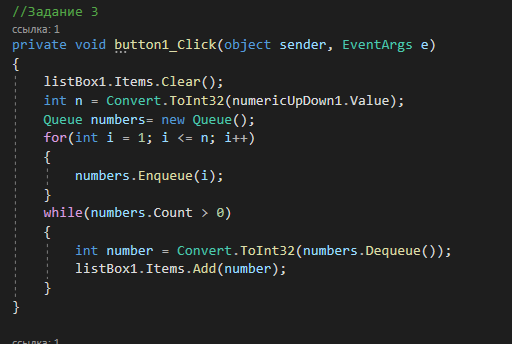 //Задание 3
ссылка: 1
private void button1_Click(object sender, EventArgs e)
{
listBox1.Items.Clear();
int n = Convert.ToInt32(numericUpDown1.Value);
Queue numbers= new Queue();
for(int i = 1; i <= n; i++)
{
numbers.Enqueue(i);
}
while(numbers.Count > 0)
{
int number = Convert.ToInt32(numbers.Dequeue());
listBox1.Items.Add(number);
}
}
ссылка: 1